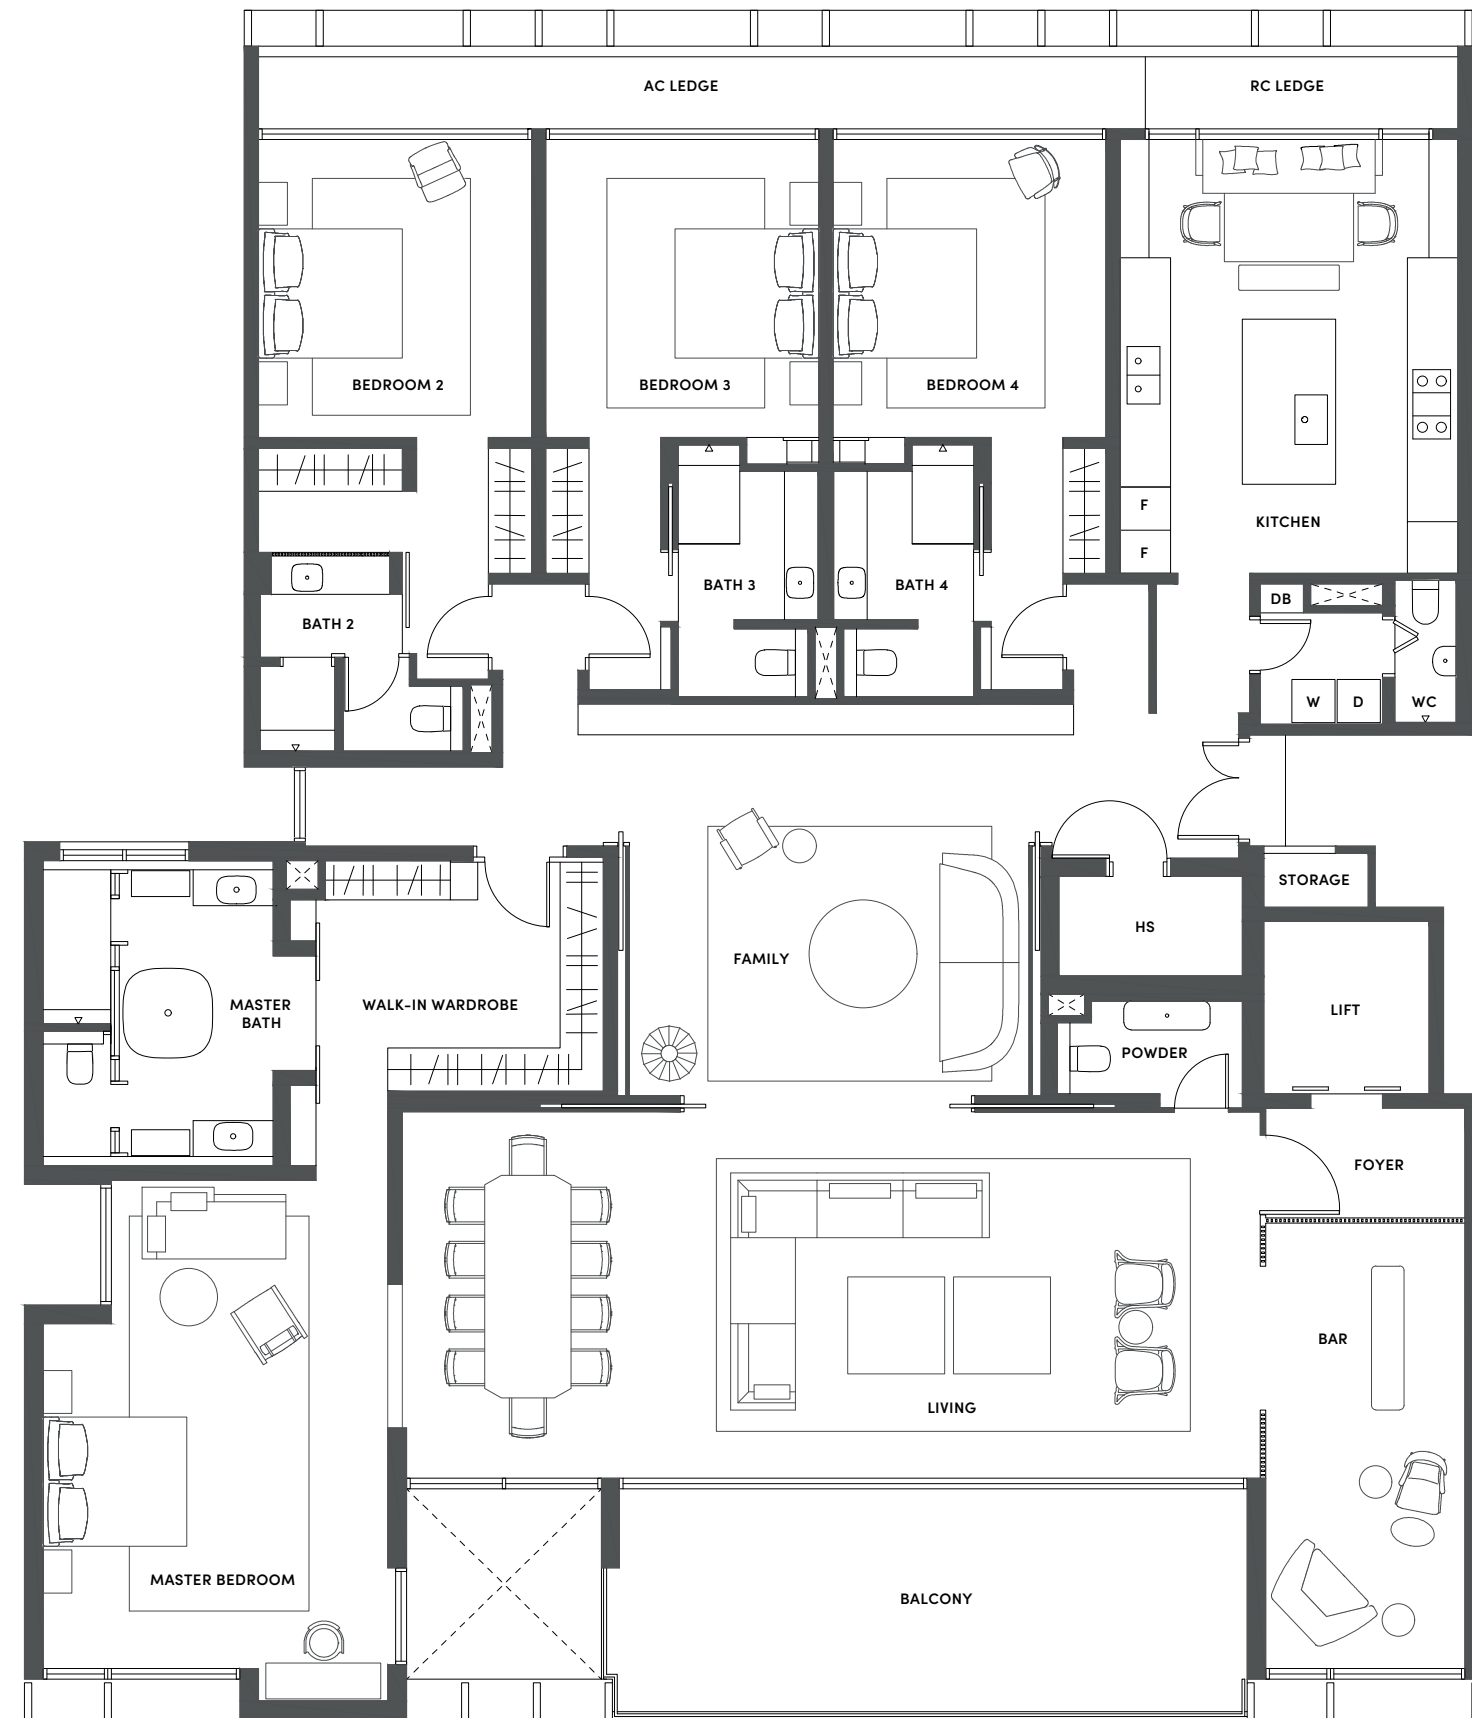 AC LEDGE
RC LEDGE
BEDROOM 2
BEDROOM 3
BEDROOM 4
F
KITCHEN
F
BATH 3
BATH 4
DB
BATH 2
W
D
WC
STORAGE
HS
FAMILY
MASTER
BATH
WALK-IN WARDROBE
LIFT
POWDER
FOYER
BAR
LIVING
MASTER BEDROOM
BALCONY